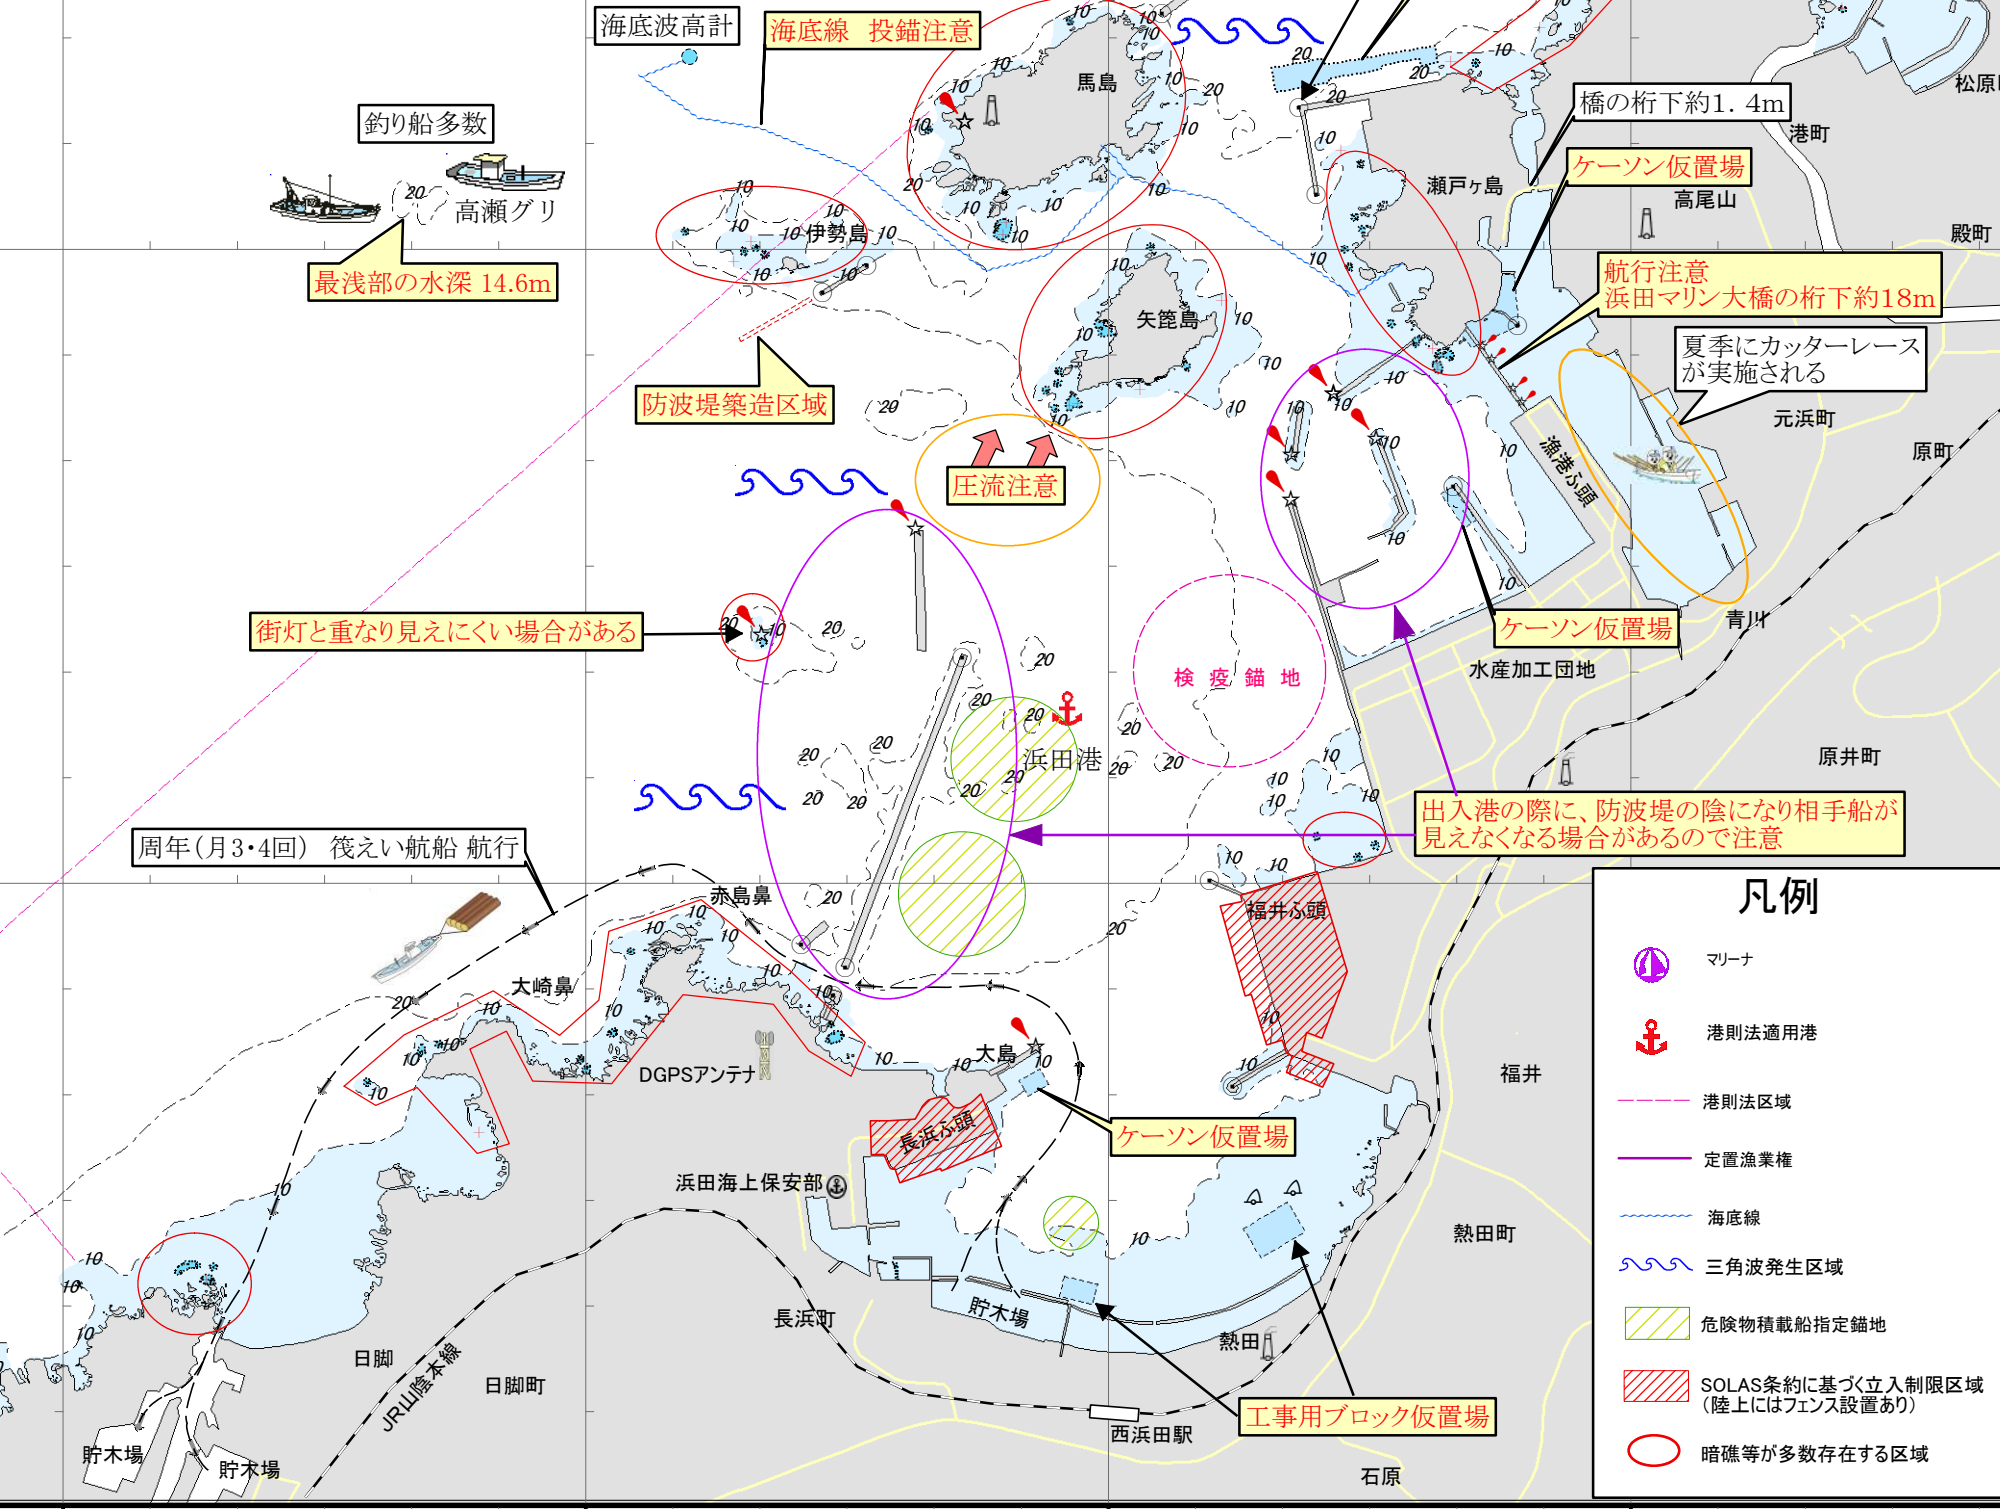 海底波高計
海底線　投錨注意
馬島
松原
橋の桁下約1．4m
港町
釣り船多数
ケーソン仮置場
瀬戸ヶ島
高尾山
高瀬グリ
伊勢島
殿町
最浅部の水深 14.6m
航行注意
浜田マリン大橋の桁下約18m
矢箆島
夏季にカッターレース
が実施される
防波堤築造区域
元浜町
原町
漁港ふ頭
圧流注意
街灯と重なり見えにくい場合がある
ケーソン仮置場
青川
検疫錨地
水産加工団地
浜田港
原井町
出入港の際に、防波堤の陰になり相手船が
見えなくなる場合があるので注意
周年（月3・4回）　筏えい航船 航行
赤島鼻
福井ふ頭
大崎鼻
大島
DGPSアンテナ
福井
長浜ふ頭
ケーソン仮置場
浜田海上保安部
熱田町
貯木場
長浜町
熱田
日脚
日脚町
JR山陰本線
工事用ブロック仮置場
西浜田駅
貯木場
貯木場
石原
凡例
マリーナ
港則法適用港
港則法区域
定置漁業権
海底線
三角波発生区域
危険物積載船指定錨地
SOLAS条約に基づく立入制限区域
（陸上にはフェンス設置あり）
暗礁等が多数存在する区域